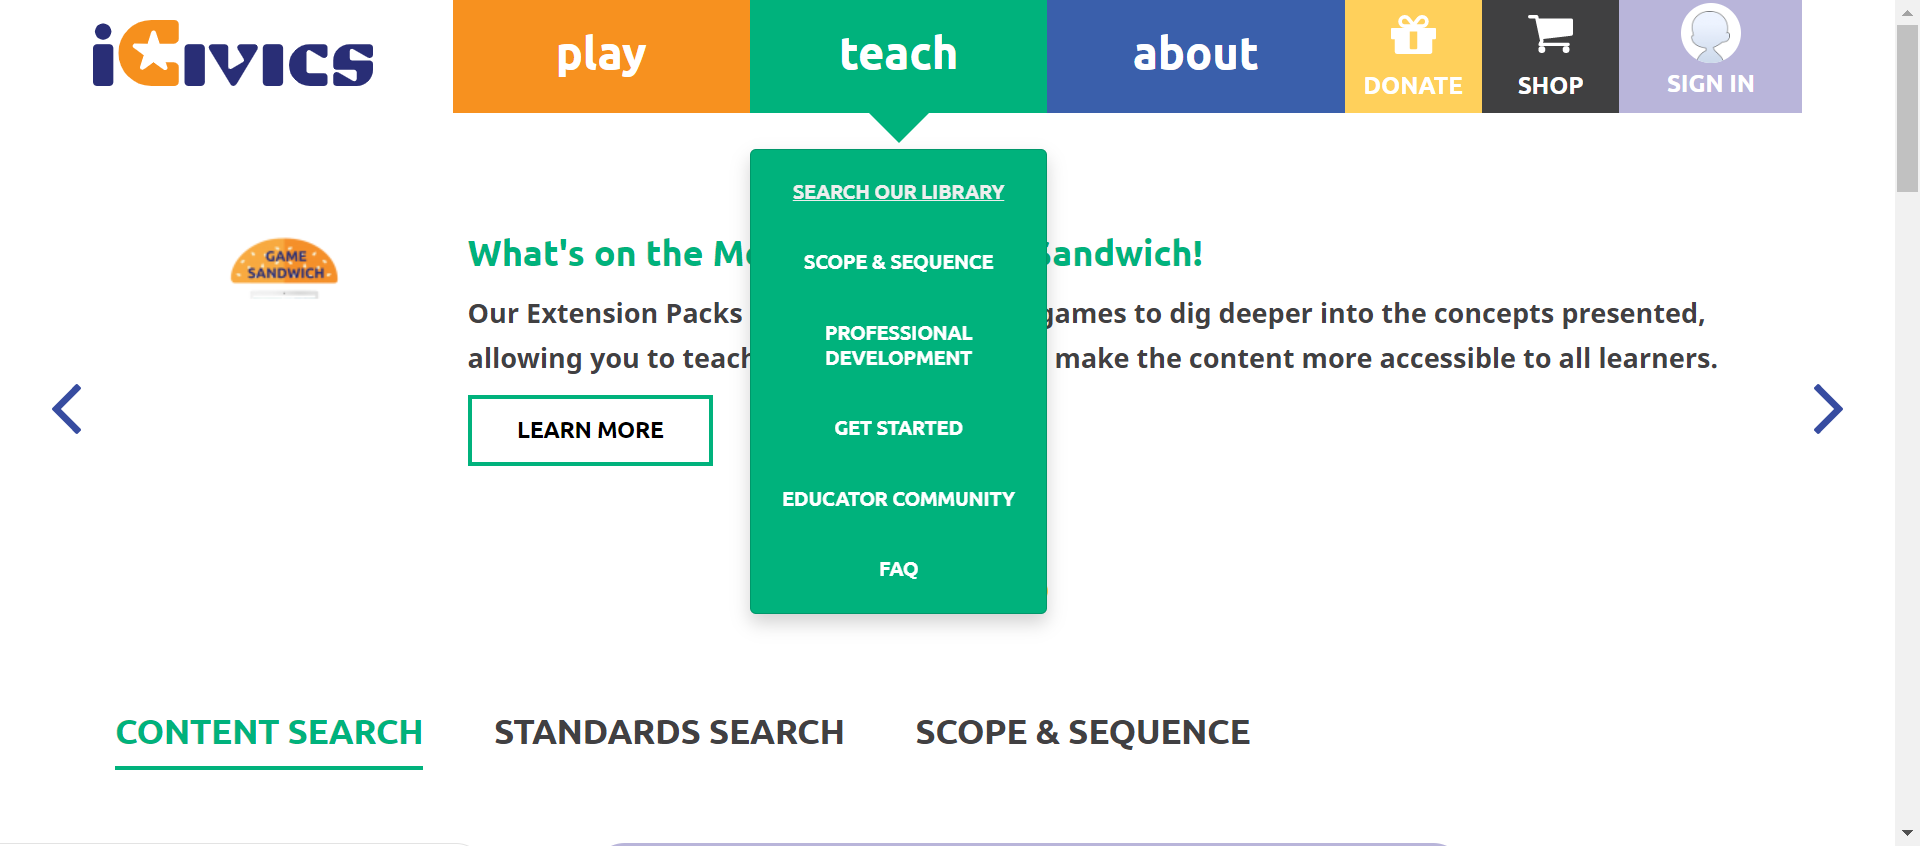 iCIVICS
play
teach
about
DONATE
SHOP
SIGN IN
SEARCH OUR LIBRARY
SCOPE & SEQUENCE
PROFESSIONAL
DEVELOPMENT
GET STARTED
EDUCATOR COMMUNITY
FAQ
GAME
SANDWICH
What's on the Sandwich!
Our Extension Packs games to dig deeper into the concepts presented,
allowing you to teach make the content more accessible to all learners.
LEARN MORE
CONTENT SEARCH
STANDARDS SEARCH
SCOPE & SEQUENCE